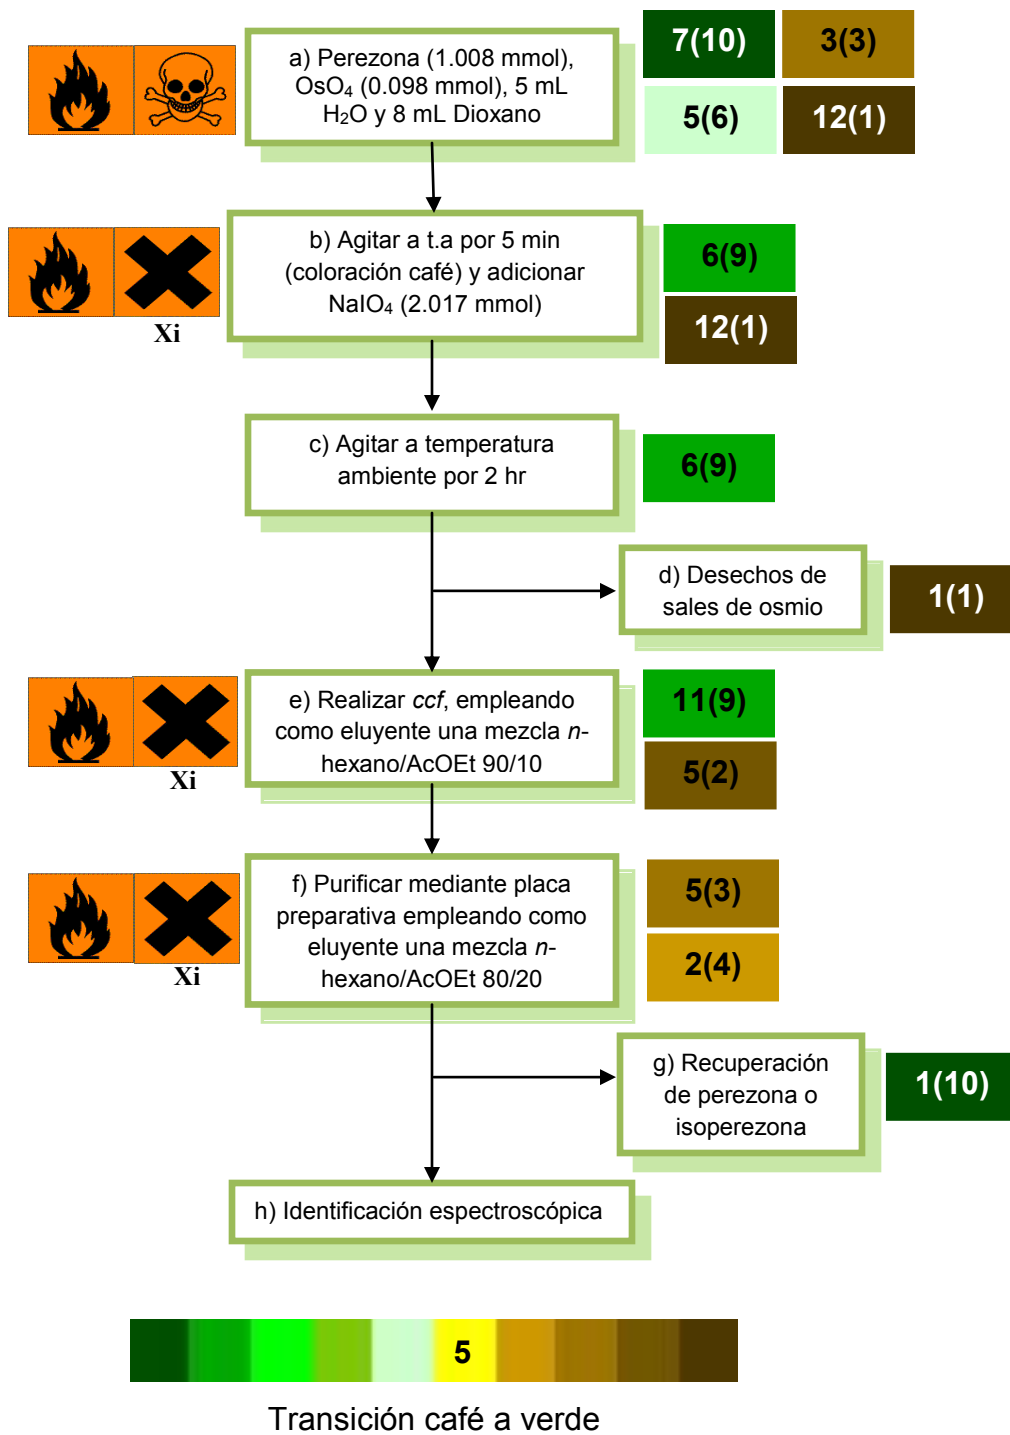 a) Perezona (1.008 mmol),
OsO₄ (0.098 mmol), 5 mL
H₂O y 8 mL Dioxano
7(10)
3(3)
5(6)
12(1)
b) Agitar a t.a por 5 min
(coloración café) y adicionar
NaIO₄ (2.017 mmol)
Xi
6(9)
12(1)
c) Agitar a temperatura
ambiente por 2 hr
6(9)
d) Desechos de
sales de osmio
1(1)
e) Realizar ccf, empleando
como eluyente una mezcla n-
hexano/AcOEt 90/10
Xi
11(9)
5(2)
f) Purificar mediante placa
preparativa empleando como
eluyente una mezcla n-
hexano/AcOEt 80/20
Xi
5(3)
2(4)
g) Recuperación
de perezona o
isoperezona
1(10)
h) Identificación espectroscópica
5
Transición café a verde